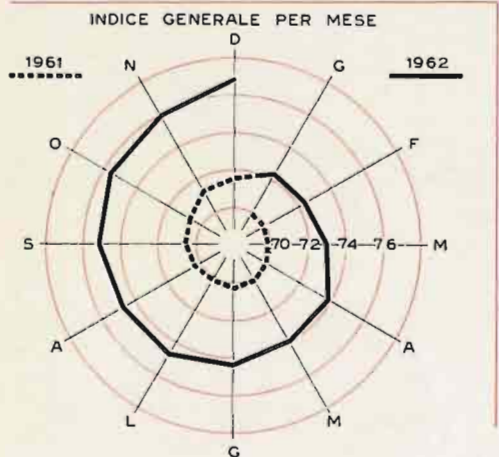 INDICE GENERALE PER MESE
1961
1962
D
N
G
O
F
S
70-72-74-76-M
A
A
L
M
G